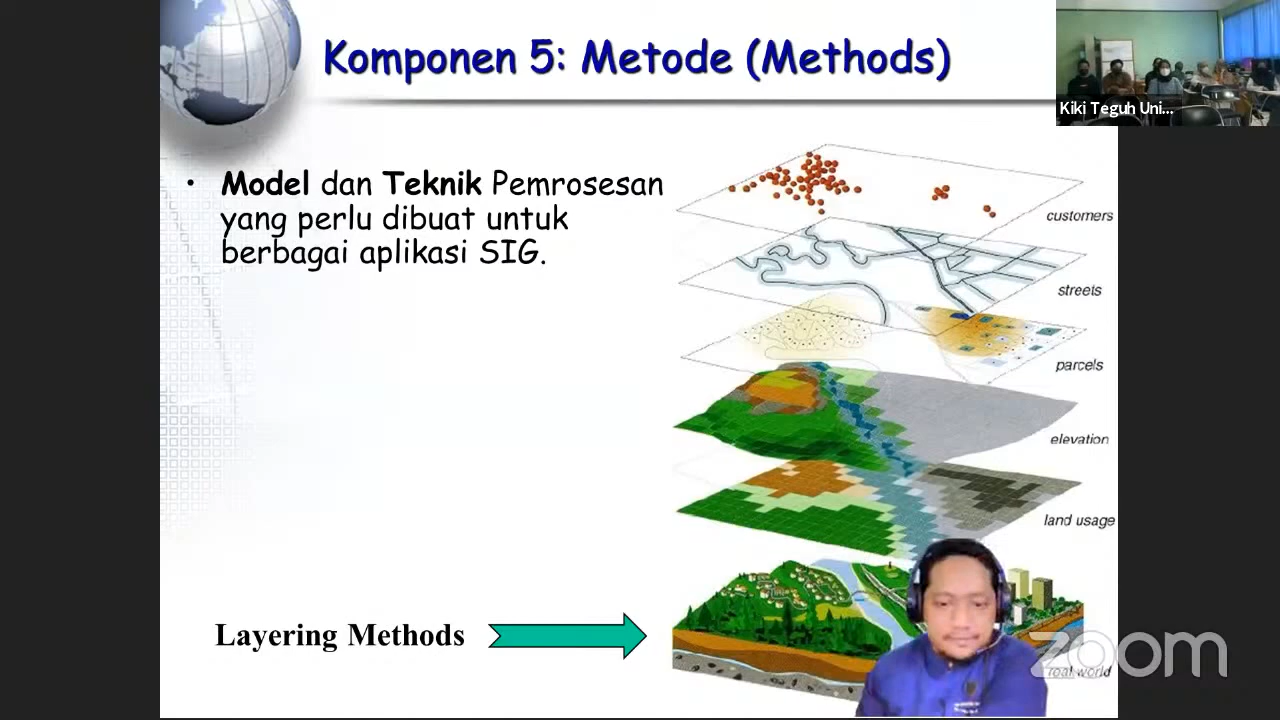 Komponen 5: Metode (Methods)
Kiki Teguh Uni...
• Model dan Teknik Pemrosesan
yang perlu dibuat untuk
berbagai aplikasi SIG.
customers
streets
parcels
elevation
land usage
Layering Methods
zoom
real world